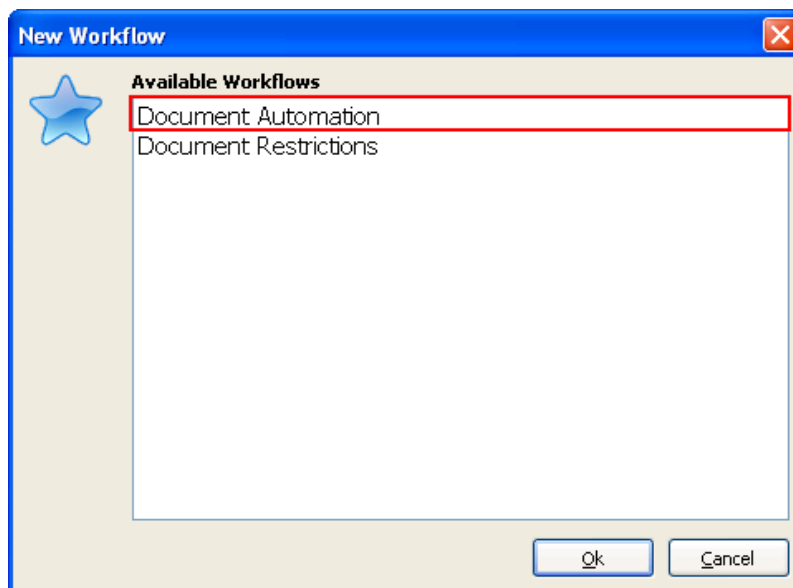 New Workflow
Available Workflows
Document Automation
Document Restrictions
Ok
Cancel